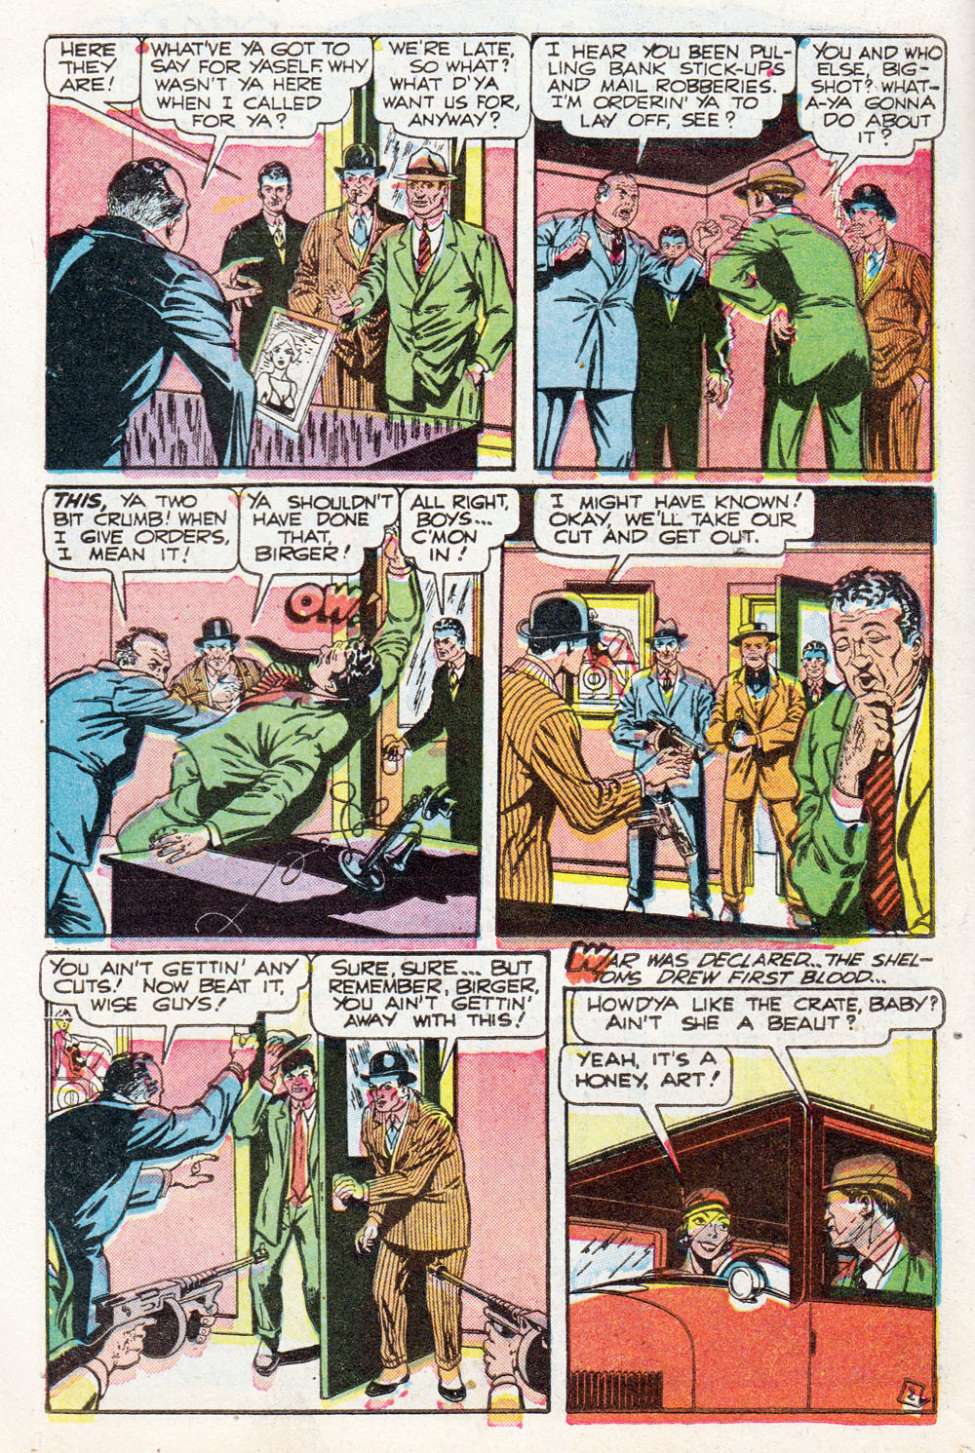 HERE
THEY
ARE!
WHAT'VE YA GOT TO
SAY FOR YASELF. WHY
WASN'T YA HERE
WHEN I CALLED
FOR YA?
WE'RE LATE,
SO WHAT?
WHAT D'YA
WANT US FOR,
ANYWAY?
I HEAR YOU BEEN PUL-
LING BANK STICK-UPS
AND MAIL ROBBERIES.
I'M ORDERIN' YA TO
LAY OFF, SEE?
YOU AND WHO
ELSE, BIG-
SHOT? WHAT-
A-YA GONNA
DO ABOUT
IT?
THIS, YA TWO
BIT CRUMB! WHEN
I GIVE ORDERS,
I MEAN IT!
YA SHOULDN'T
HAVE DONE
THAT,
BIRGER!
OW!
ALL RIGHT,
BOYS...
C'MON
IN!
I MIGHT HAVE KNOWN!
OKAY, WE'LL TAKE OUR
CUT AND GET OUT.
YOU AIN'T GETTIN' ANY
CUTS! NOW BEAT IT,
WISE GUYS!
SURE, SURE... BUT
REMEMBER, BIRGER,
YOU AIN'T GETTIN'
AWAY WITH THIS!
WAR WAS DECLARED... THE SHEL-
TONS DREW FIRST BLOOD...
HOWD'YA LIKE THE CRATE, BABY?
AIN'T SHE A BEAUT?
YEAH, IT'S A
HONEY, ART!
2